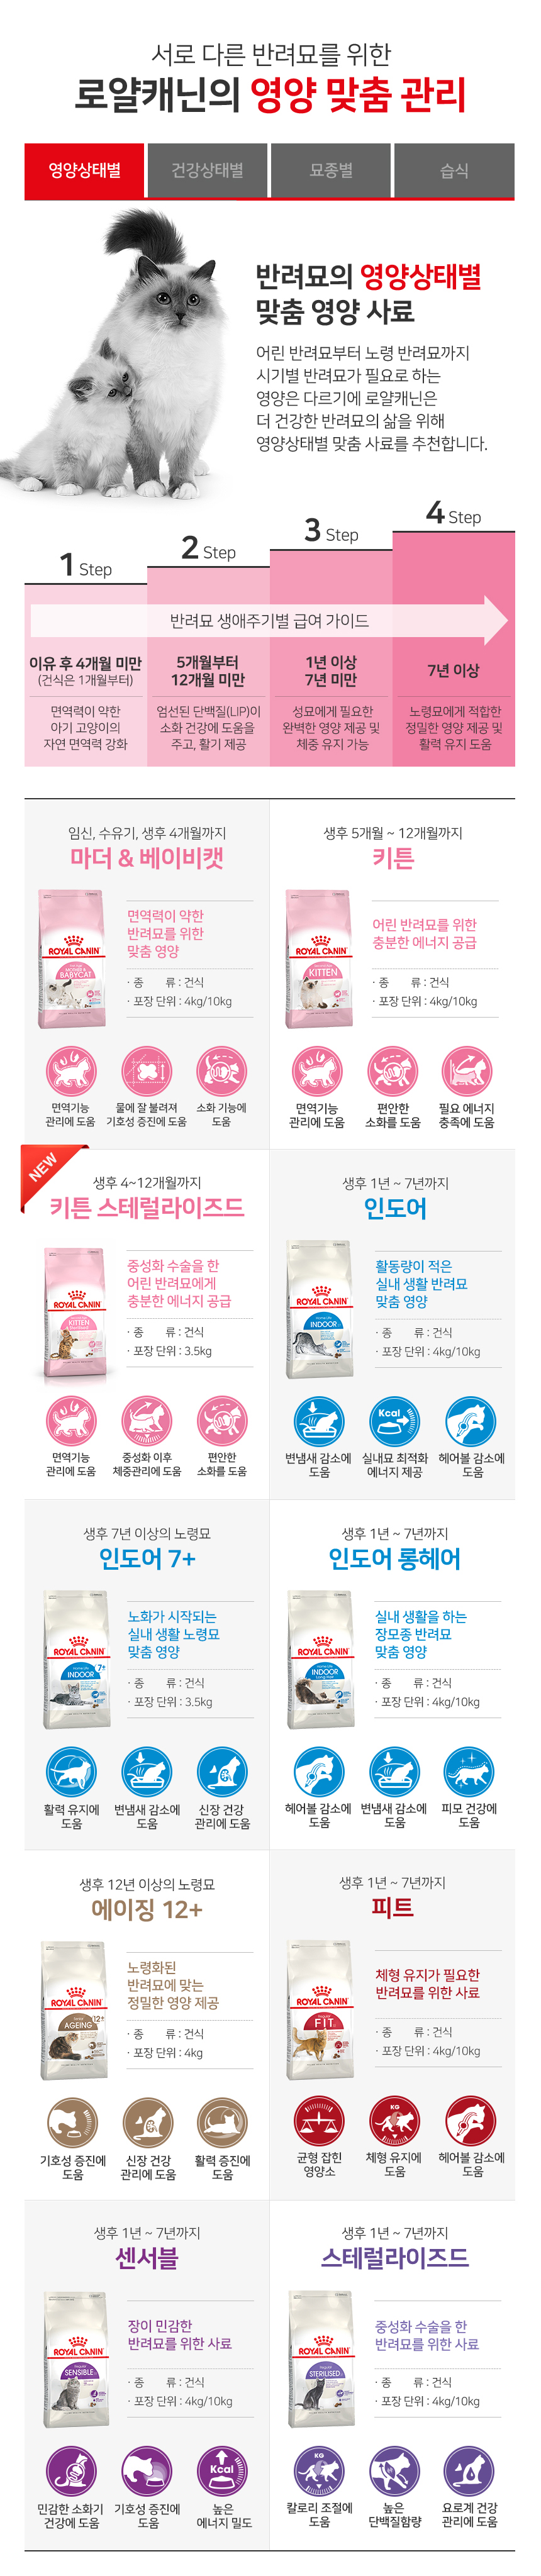 서로 다른 반려묘를 위한
로얄캐닌의 영양 맞춤 관리
영양상태별
건강상태별
묘종별
습식
반려묘의 영양상태별
맞춤 영양 사료
어린 반려묘부터 노령 반려묘까지
시기별 반려묘가 필요로 하는
영양은 다르기에 로얄캐닌은
더 건강한 반려묘의 삶을 위해
영양상태별 맞춤 사료를 추천합니다.
1 Step
2 Step
3 Step
4 Step
반려묘 생애주기별 급여 가이드
이유 후 4개월 미만
(건식은 1개월부터)
면역력이 약한
아기 고양이의
자연 면역력 강화
5개월부터
12개월 미만
엄선된 단백질(LIP)이
소화 건강에 도움을
주고, 활기 제공
1년 이상
7년 미만
성묘에게 필요한
완벽한 영양 제공 및
체중 유지 가능
7년 이상
노령묘에게 적합한
정밀한 영양 제공 및
활력 유지 도움
임신, 수유기, 생후 4개월까지
마더 & 베이비캣
ROYAL CANIN
MOTHER &
BABYCAT
면역력이 약한
반려묘를 위한
맞춤 영양
· 종 류 : 건식
· 포장 단위 : 4kg/10kg
면역기능
관리에 도움
물에 잘 불려져
기호성 증진에 도움
소화 기능에
도움
생후 5개월 ~ 12개월까지
키튼
ROYAL CANIN
KITTEN
어린 반려묘를 위한
충분한 에너지 공급
· 종 류 : 건식
· 포장 단위 : 4kg/10kg
면역기능
관리에 도움
편안한
소화를 도움
필요 에너지
충족에 도움
NEW
생후 4~12개월까지
키튼 스테럴라이즈드
ROYAL CANIN
KITTEN
중성화 수술을 한
어린 반려묘에게
충분한 에너지 공급
· 종 류 : 건식
· 포장 단위 : 3.5kg
면역기능
관리에 도움
중성화 이후
체중관리에 도움
편안한
소화를 도움
생후 1년 ~ 7년까지
인도어
ROYAL CANIN
INDOOR
활동량이 적은
실내 생활 반려묘
맞춤 영양
· 종 류 : 건식
· 포장 단위 : 4kg/10kg
Kcal
변냄새 감소에
도움
실내묘 최적화
에너지 제공
헤어볼 감소에
도움
생후 7년 이상의 노령묘
인도어 7+
ROYAL CANIN
INDOOR
7+
노화가 시작되는
실내 생활 노령묘
맞춤 영양
· 종 류 : 건식
· 포장 단위 : 3.5kg
활력 유지에
도움
변냄새 감소에
도움
신장 건강
관리에 도움
생후 1년 ~ 7년까지
인도어 롱헤어
ROYAL CANIN
INDOOR
실내 생활을 하는
장모종 반려묘
맞춤 영양
· 종 류 : 건식
· 포장 단위 : 4kg/10kg
헤어볼 감소에
도움
변냄새 감소에
도움
피모 건강에
도움
생후 12년 이상의 노령묘
에이징 12+
ROYAL CANIN
AGEING
12+
노령화된
반려묘에 맞는
정밀한 영양 제공
· 종 류 : 건식
· 포장 단위 : 4kg
기호성 증진에
도움
신장 건강
관리에 도움
활력 증진에
도움
생후 1년 ~ 7년까지
피트
ROYAL CANIN
FIT
체형 유지가 필요한
반려묘를 위한 사료
· 종 류 : 건식
· 포장 단위 : 4kg/10kg
KG
균형 잡힌
영양소
체형 유지에
도움
헤어볼 감소에
도움
생후 1년 ~ 7년까지
센서블
ROYAL CANIN
SENSIBLE
장이 민감한
반려묘를 위한 사료
· 종 류 : 건식
· 포장 단위 : 4kg/10kg
Kcal
민감한 소화기
건강에 도움
기호성 증진에
도움
높은
에너지 밀도
생후 1년 ~ 7년까지
스테럴라이즈드
ROYAL CANIN
STERILISED
중성화 수술을 한
반려묘를 위한 사료
· 종 류 : 건식
· 포장 단위 : 4kg/10kg
KG
칼로리 조절에
도움
높은
단백질함량
요로계 건강
관리에 도움